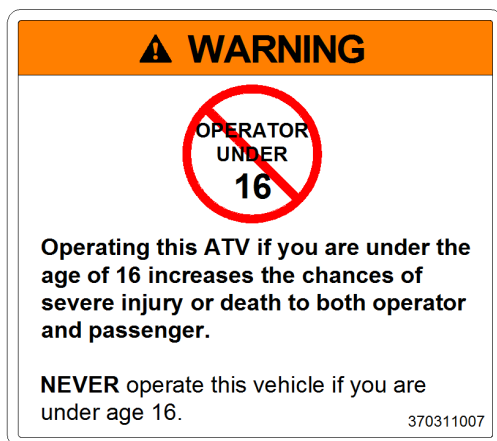 WARNING
OPERATOR
UNDER
16
Operating this ATV if you are under the
age of 16 increases the chances of
severe injury or death to both operator
and passenger.
NEVER operate this vehicle if you are
under age 16.
370311007